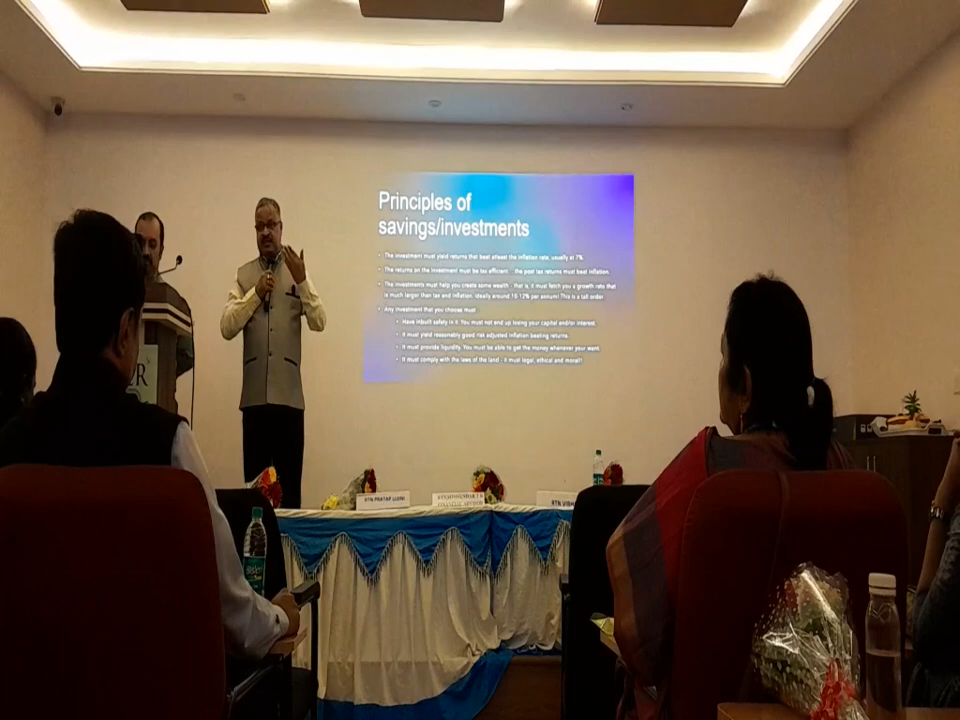 Principles of
savings/investments
The investment must yield returns that beat atleast the inflation rate, usually at 7%.
The returns on the investment must be tax efficient - the post tax returns must beat inflation.
The investments must help you create some wealth - that is, it must fetch you a growth rate that
is much larger than tax and inflation. Ideally around 10-12% per annum! This is a tall order
Any investment that you choose must
Have inbuilt safety in it. You must not end up losing your capital and/or interest.
It must yield reasonably good risk adjusted inflation beating returns.
It must provide liquidity. You must be able to get the money whenever your want.
It must comply with the laws of the land - it must legal, ethical and moral!!
RTN PRATAP
FINANCIAL ADVISOR
RTN